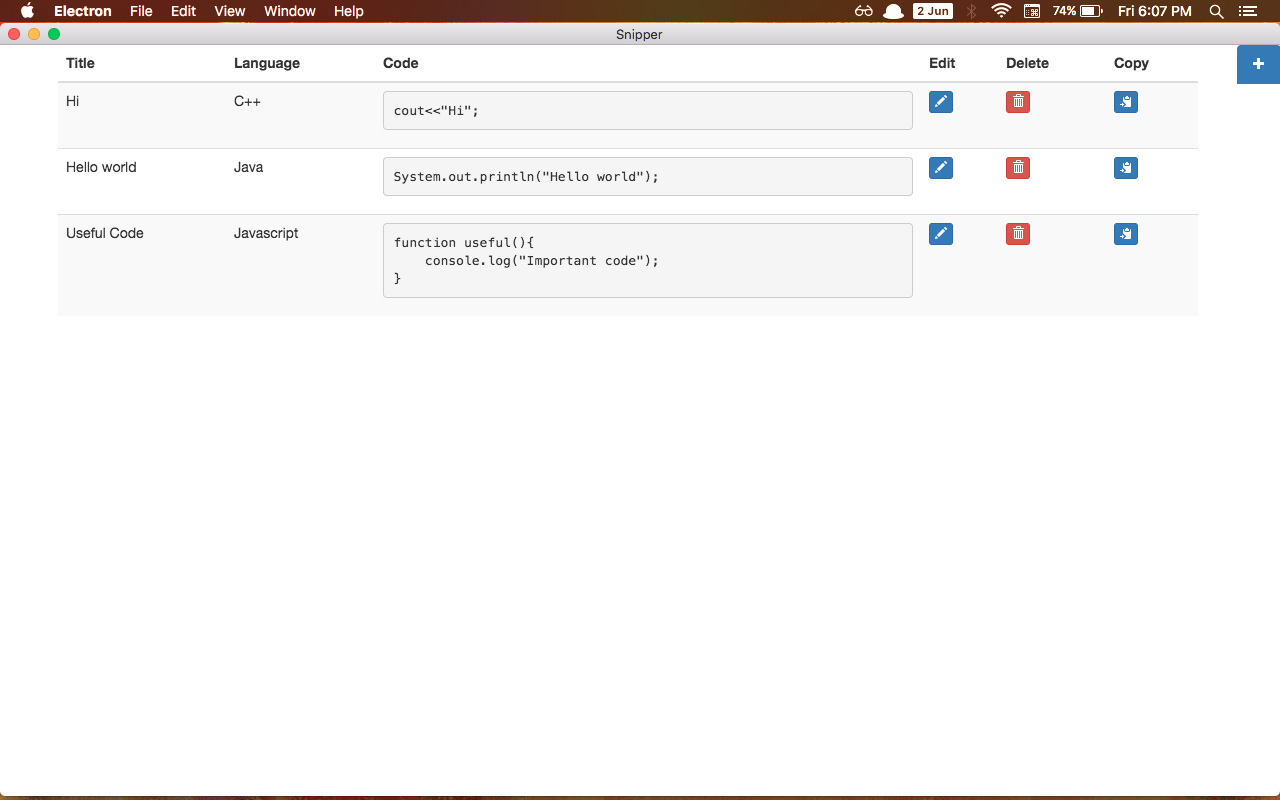 Electron File Edit View Window Help 2 Jun 74% Fri 6:07 PM
Snipper
Title Language Code Edit Delete Copy
Hi C++ cout<<"Hi";
Hello world Java System.out.println("Hello world");
Useful Code Javascript function useful(){
console.log("Important code");
}